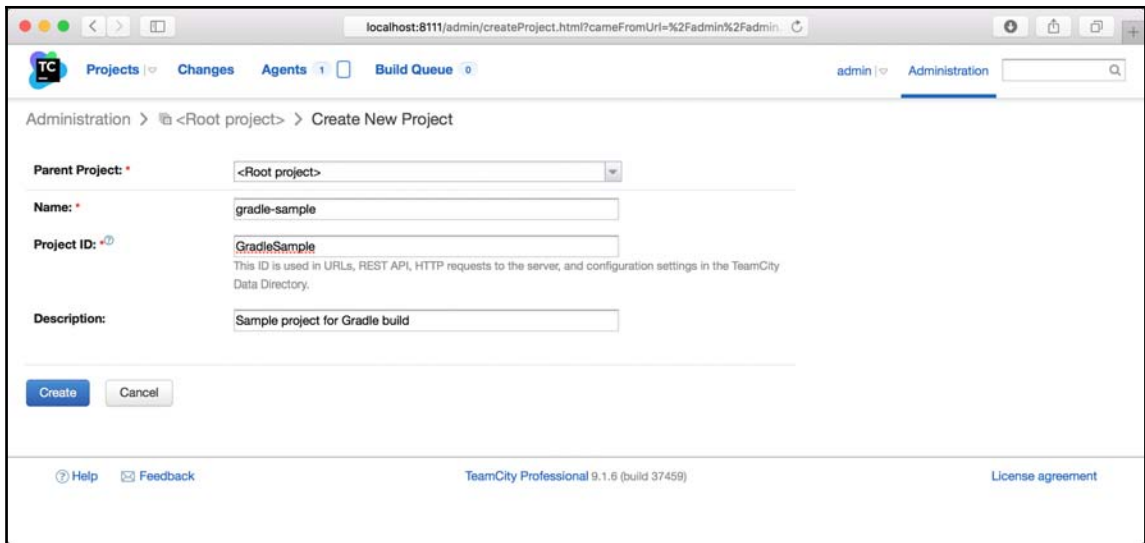 localhost:8111/admin/createProject.html?cameFromUrl=%2Fadmin%2Fadmin.
TC Projects Changes Agents 1 Build Queue 0 admin Administration
Administration > <Root project> > Create New Project
Parent Project: * <Root project>
Name: * gradle-sample
Project ID: * GradleSample
This ID is used in URLs, REST API, HTTP requests to the server, and configuration settings in the TeamCity
Data Directory.
Description: Sample project for Gradle build
Create Cancel
Help Feedback TeamCity Professional 9.1.6 (build 37459) License agreement